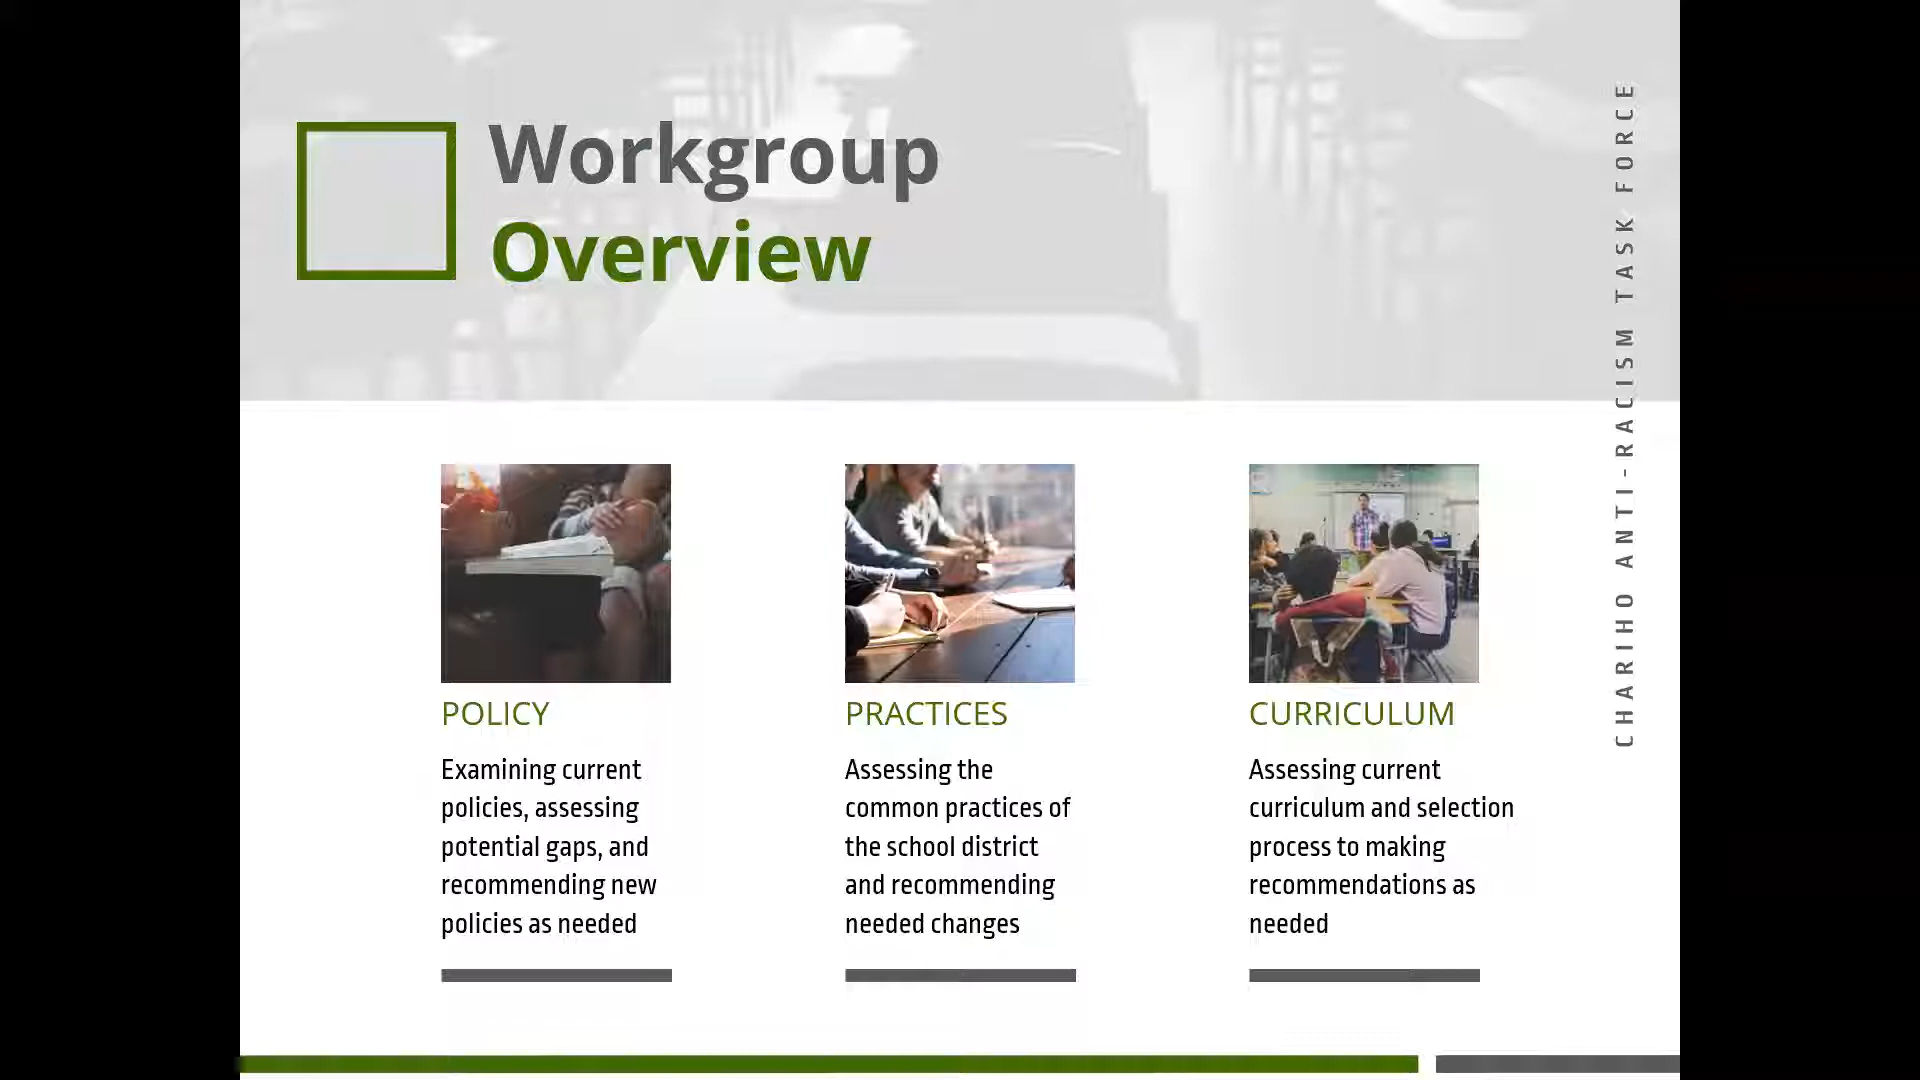 Workgroup
Overview
CHARIHO ANTI-RACISM TASK FORCE
POLICY
Examining current
policies, assessing
potential gaps, and
recommending new
policies as needed
PRACTICES
Assessing the
common practices of
the school district
and recommending
needed changes
CURRICULUM
Assessing current
curriculum and selection
process to making
recommendations as
needed